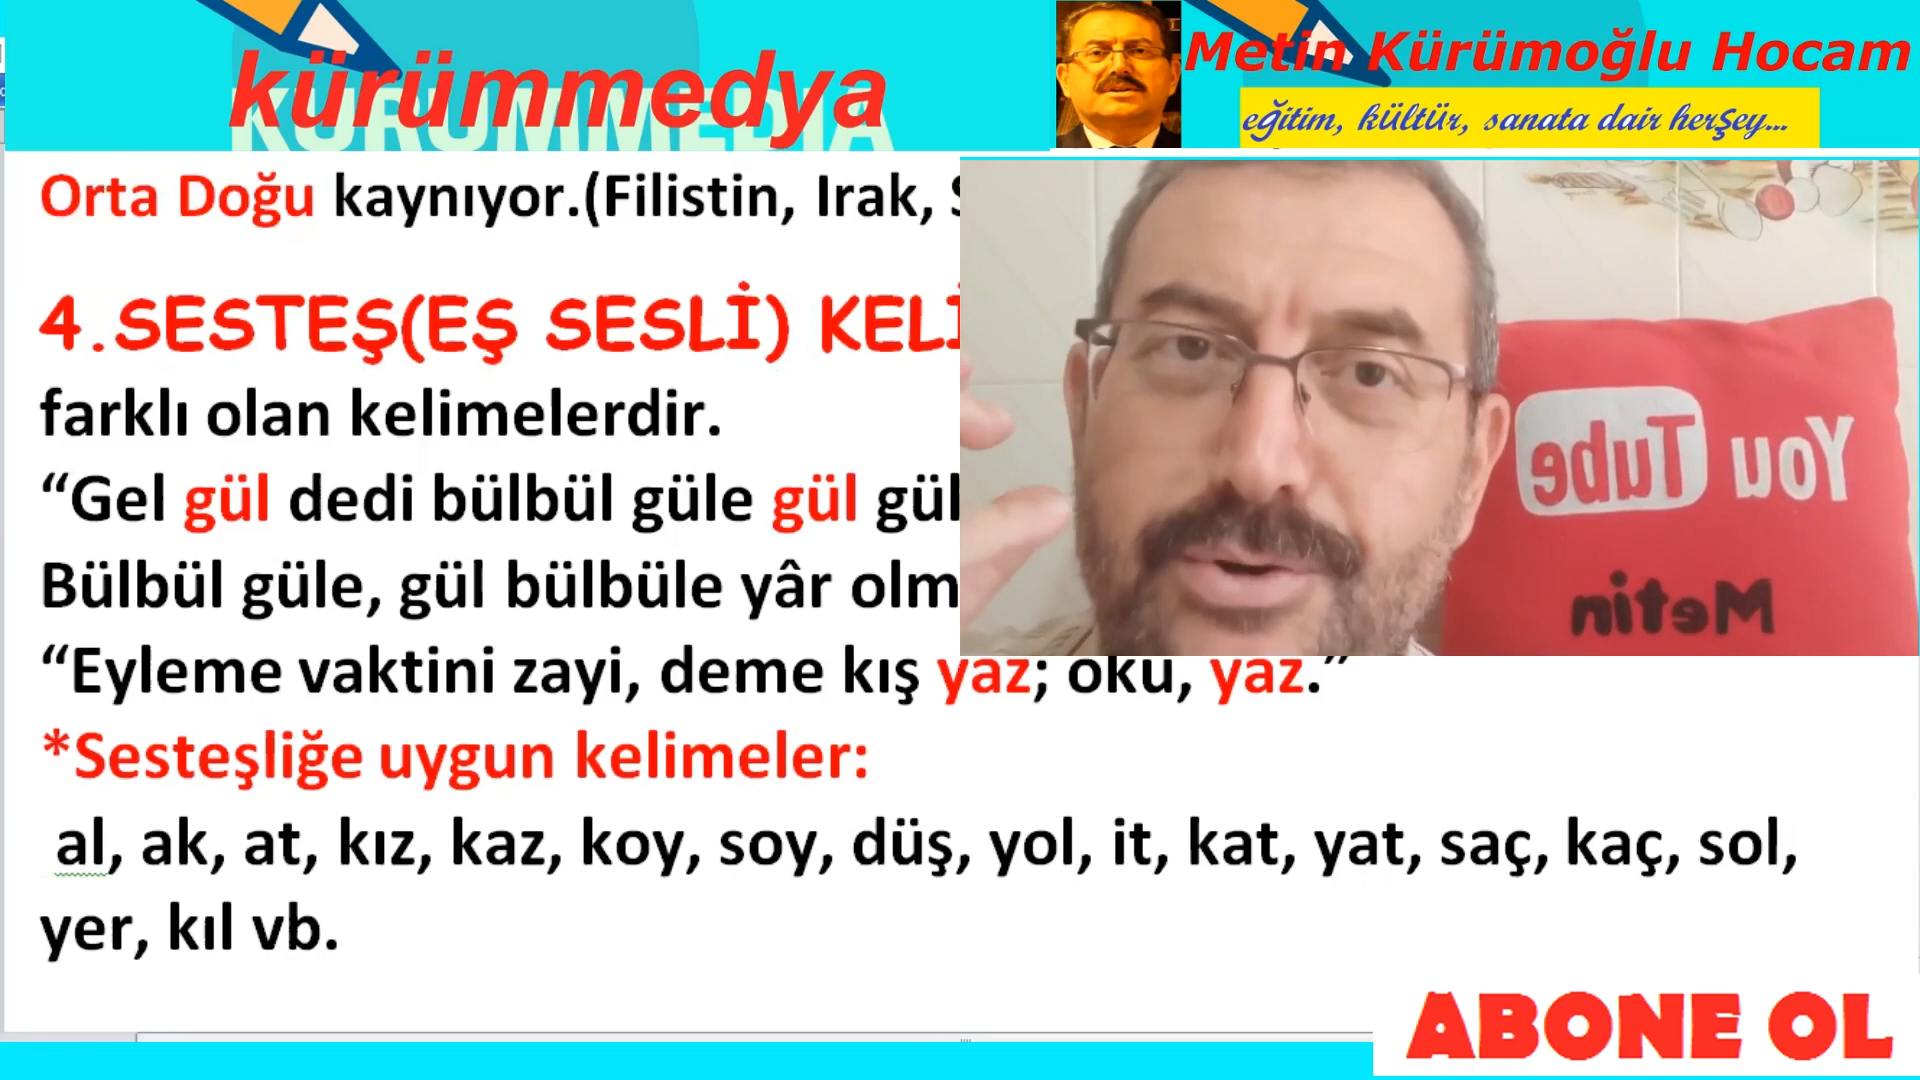 kürümmedya
KÜRÜMMEDIA
Metin Kürümoğlu Hocam
eğitim, kültür, sanata dair herşey...
Orta Doğu kaynıyor.(Filistin, Irak,
4.SESTEŞ(EŞ SESLİ)
farklı olan kelimelerdir.
“Gel gül dedi bülbül güle gül
Bülbül güle, gül bülbüle yâr
“Eyleme vaktini zayi, deme kış yaz; oku, yaz.”
*Sesteşliğe uygun kelimeler:
al, ak, at, kız, kaz, koy, soy, düş, yol, it, kat, yat, saç, kaç, sol,
yer, kıl vb.
You Tube
Metin
ABONE OL